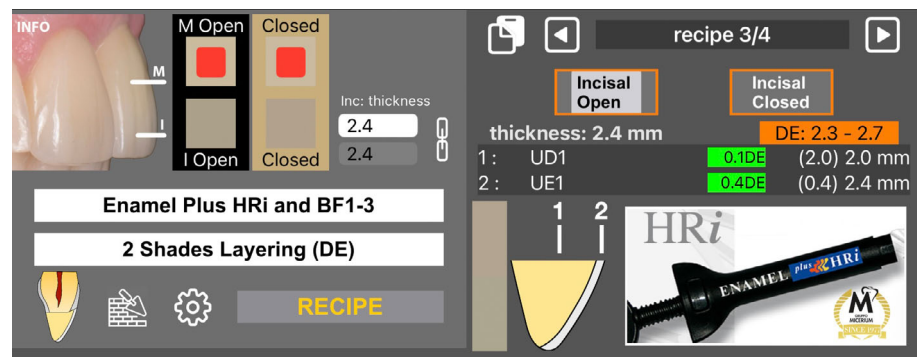 INFO
M Open
Closed
M
I
I Open
Closed
Inc: thickness
2.4
2.4
Enamel Plus HRi and BF1-3
2 Shades Layering (DE)
RECIPE
recipe 3/4
Incisal
Open
Incisal
Closed
thickness: 2.4 mm
DE: 2.3 - 2.7
1 : UD1 0.1DE (2.0) 2.0 mm
2 : UE1 0.4DE (0.4) 2.4 mm
1 2
HRi
ENAMEL plus HRi
M
GRUPPO
MICERIUM
SINCE 1977